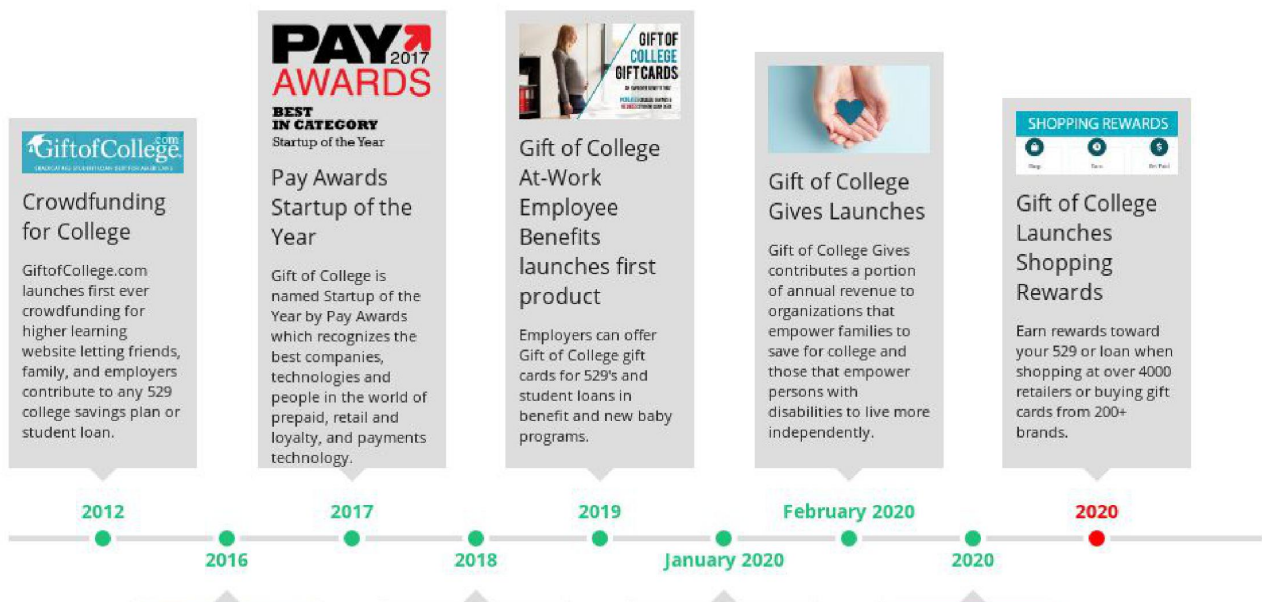 GiftofCollege.com
Crowdfunding
for College
GiftofCollege.com
launches first ever
crowdfunding for
higher learning
website letting friends,
family, and employers
contribute to any 529
college savings plan or
student loan.
PAY
2017
AWARDS
BEST
IN CATEGORY
Startup of the Year
Pay Awards
Startup of the
Year
Gift of College is
named Startup of the
Year by Pay Awards
which recognizes the
best companies,
technologies and
people in the world of
prepaid, retail and
loyalty, and payments
technology.
GIFT OF
COLLEGE
GIFT CARDS
Gift of College
At-Work
Employee
Benefits
launches first
product
Employers can offer
Gift of College gift
cards for 529's and
student loans in
benefit and new baby
programs.
Gift of College
Gives Launches
Gift of College Gives
contributes a portion
of annual revenue to
organizations that
empower families to
save for college and
those that empower
persons with
disabilities to live more
independently.
SHOPPING REWARDS
Shop
Earn
Get Paid
Gift of College
Launches
Shopping
Rewards
Earn rewards toward
your 529 or loan when
shopping at over 4000
retailers or buying gift
cards from 200+
brands.
2012
2017
2019
February 2020
2020
2016
2018
January 2020
2020